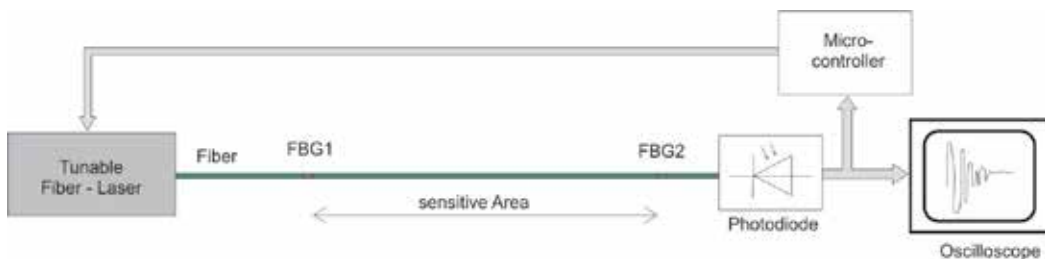 Micro-
controller
Tunable
Fiber - Laser
Fiber
FBG1
FBG2
sensitive Area
Photodiode
Oscilloscope